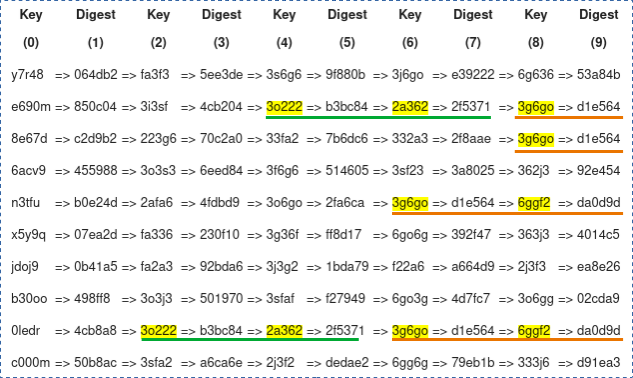 Key Digest Key Digest Key Digest Key Digest Key Digest
(0) (1) (2) (3) (4) (5) (6) (7) (8) (9)
y7r48 => 064db2 => fa3f3 => 5ee3de => 3s6g6 => 9f880b => 3j6go => e39222 => 6g636 => 53a84b
e690m => 850c04 => 3i3sf => 4cb204 => 3o222 => b3bc84 => 2a362 => 2f5371 => 3g6go => d1e564
8e67d => c2d9b2 => 223g6 => 70c2a0 => 33fa2 => 7b6dc6 => 332a3 => 2f8aae => 3g6go => d1e564
6acv9 => 455988 => 3o3s3 => 6eed84 => 3f6g6 => 514605 => 3sf23 => 3a8025 => 362j3 => 92e454
n3tfu => b0e24d => 2afa6 => 4fdbd9 => 3o6go => 2fa6ca => 3g6go => d1e564 => 6ggf2 => da0d9d
x5y9q => 07ea2d => fa336 => 230f10 => 3g36f => ff8d17 => 6go6g => 392f47 => 363j3 => 4014c5
jdoj9 => 0b41a5 => fa2a3 => 92bda6 => 3j3g2 => 1bda79 => f22a6 => a664d9 => 2j3f3 => ea8e26
b30oo => 498ff8 => 3o3j3 => 501970 => 3sfaf => f27949 => 6go3g => 4d7fc7 => 3o6gg => 02cda9
0ledr => 4cb8a8 => 3o222 => b3bc84 => 2a362 => 2f5371 => 3g6go => d1e564 => 6ggf2 => da0d9d
c000m => 50b8ac => 3sfa2 => a6ca6e => 2j3f2 => dedae2 => 6gg6g => 79eb1b => 333j6 => d91ea3